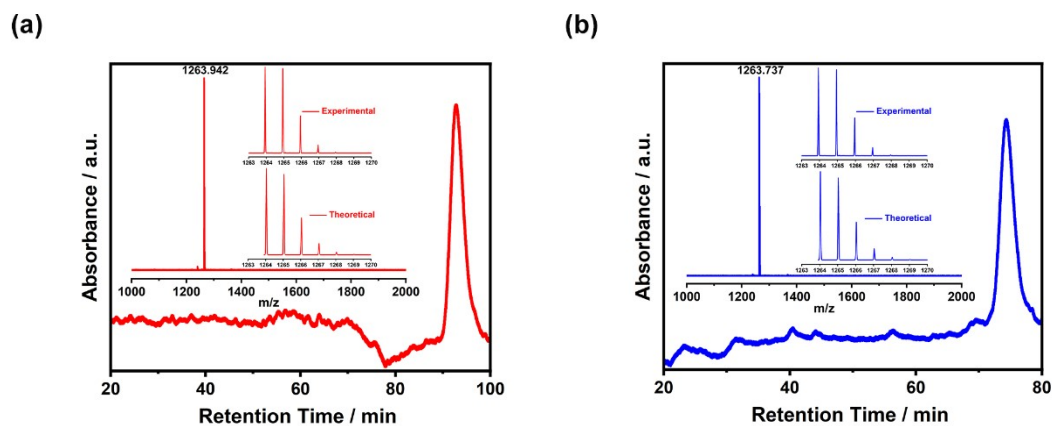 (a)
(b)
1263.942
Experimental
1263 1264 1265 1266 1267 1268 1269 1270
Theoretical
1263 1264 1265 1266 1267 1268 1269 1270
1000 1200 1400 1600 1800 2000
m/z
Absorbance / a.u.
20 40 60 80 100
Retention Time / min
1263.737
Experimental
1263 1264 1265 1266 1267 1268 1269 1270
Theoretical
1263 1264 1265 1266 1267 1268 1269 1270
1000 1200 1400 1600 1800 2000
m/z
Absorbance / a.u.
20 40 60 80
Retention Time / min